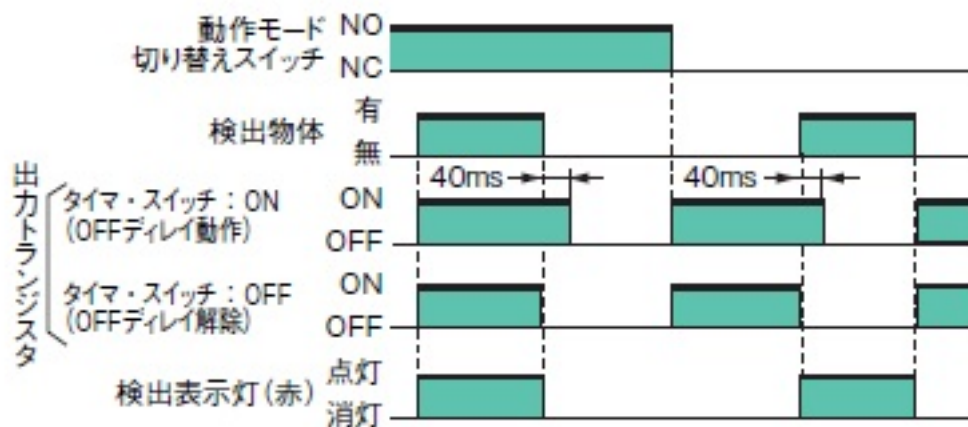 動作モード NO
切り替えスイッチ NC
検出物体 有
無
40ms 40ms
出力トランジスタ
タイマ・スイッチ：ON ON
(OFFディレイ動作) OFF
タイマ・スイッチ：OFF ON
(OFFディレイ解除) OFF
検出表示灯(赤) 点灯
消灯